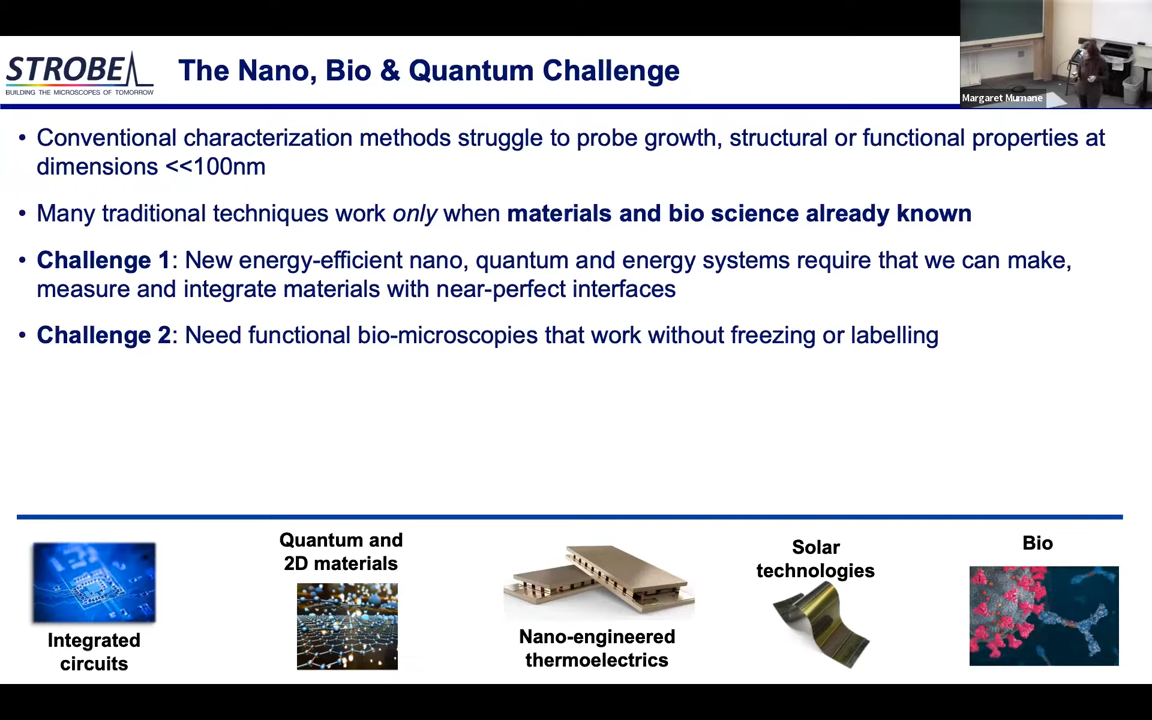 STROBE
BUILDING THE MICROSCOPES OF TOMORROW
The Nano, Bio & Quantum Challenge
Margaret Murnane
• Conventional characterization methods struggle to probe growth, structural or functional properties at
dimensions <<100nm
• Many traditional techniques work only when materials and bio science already known
• Challenge 1: New energy-efficient nano, quantum and energy systems require that we can make,
measure and integrate materials with near-perfect interfaces
• Challenge 2: Need functional bio-microscopies that work without freezing or labelling
Integrated
circuits
Quantum and
2D materials
Nano-engineered
thermoelectrics
Solar
technologies
Bio